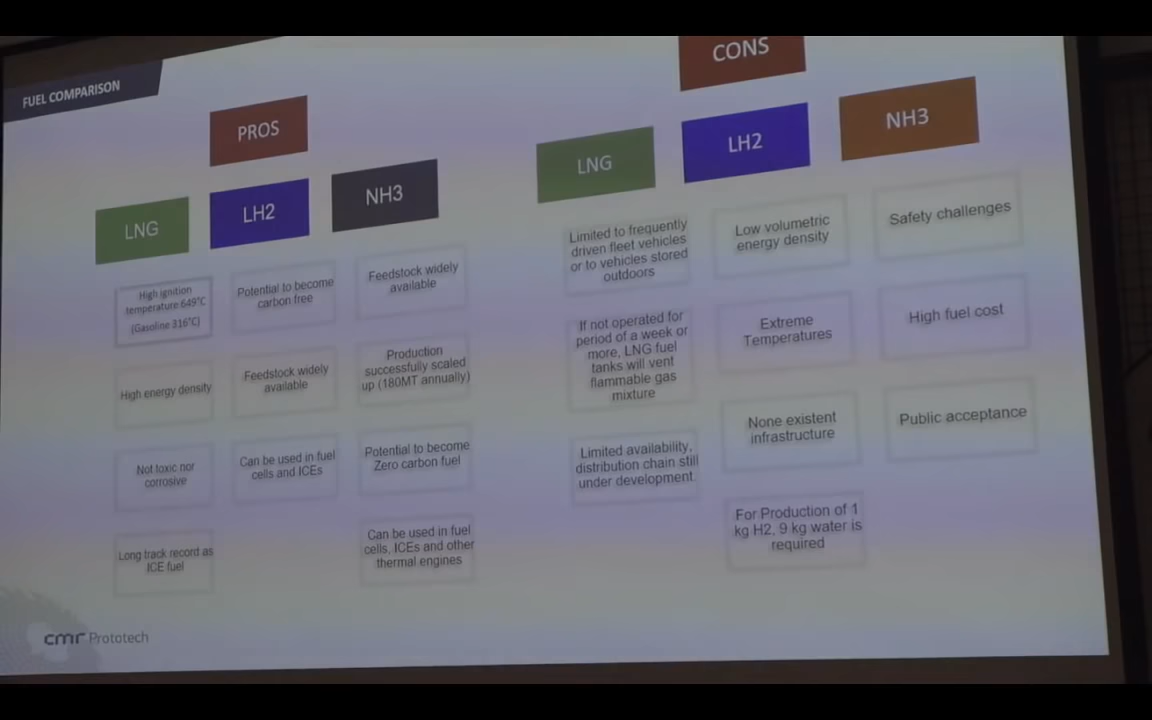 FUEL COMPARISON
PROS
LNG
LH2
NH3
High ignition
temperature 649°C
(Gasoline 316°C)
High energy density
Not toxic nor
corrosive
Long track record as
ICE fuel
Potential to become
carbon free
Feedstock widely
available
Can be used in fuel
cells and ICEs
Feedstock widely
available
Production
successfully scaled
up (180MT annually)
Potential to become
Zero carbon fuel
Can be used in fuel
cells, ICEs and other
thermal engines
CONS
LNG
LH2
NH3
Limited to frequently
driven fleet vehicles
or to vehicles stored
outdoors
If not operated for
period of a week or
more, LNG fuel
tanks will vent
flammable gas
mixture
Limited availability,
distribution chain still
under development.
Low volumetric
energy density
Extreme
Temperatures
None existent
infrastructure
For Production of 1
kg H2, 9 kg water is
required
Safety challenges
High fuel cost
Public acceptance
cmr Prototech